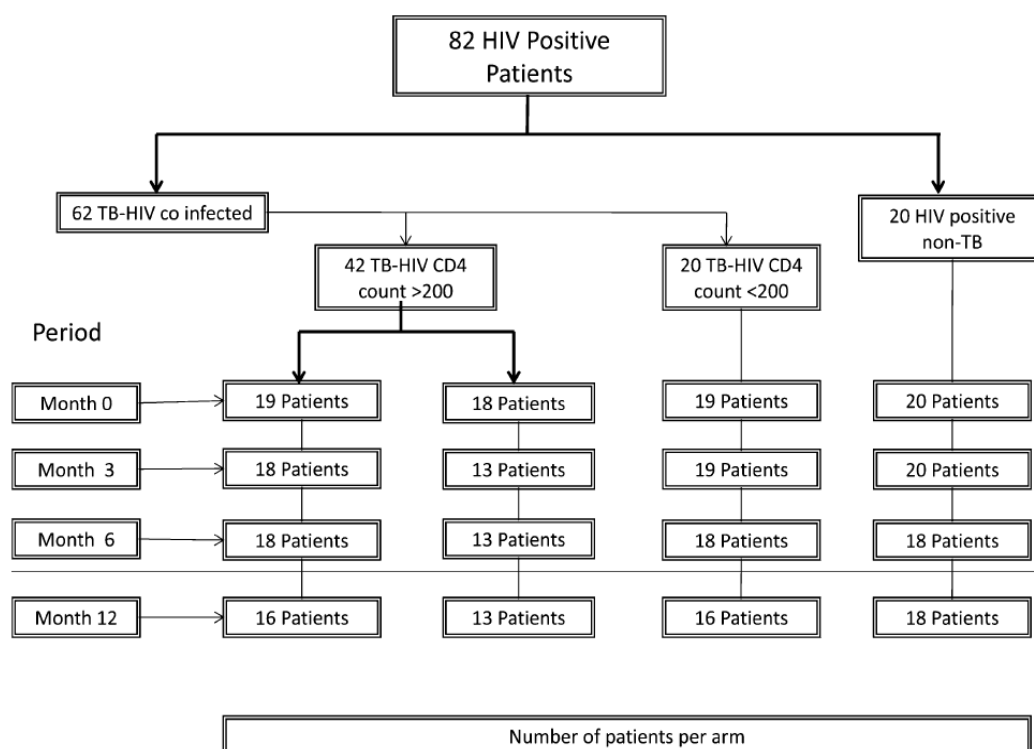 82 HIV Positive
Patients
62 TB-HIV co infected
20 HIV positive
non-TB
42 TB-HIV CD4
count >200
20 TB-HIV CD4
count <200
Period
Month 0
19 Patients
18 Patients
19 Patients
20 Patients
Month 3
18 Patients
13 Patients
19 Patients
20 Patients
Month 6
18 Patients
13 Patients
18 Patients
18 Patients
Month 12
16 Patients
13 Patients
16 Patients
18 Patients
Number of patients per arm